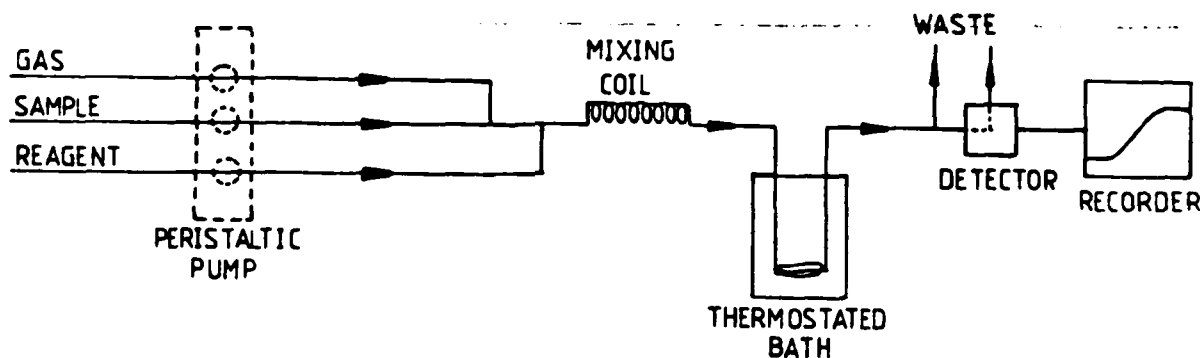 GAS
SAMPLE
REAGENT
PERISTALTIC
PUMP
MIXING
COIL
THERMOSTATED
BATH
WASTE
DETECTOR
RECORDER